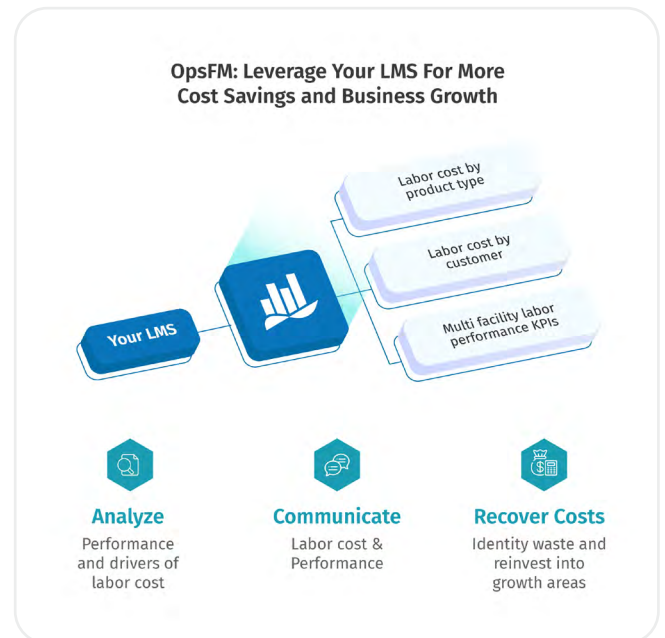 OpsFM: Leverage Your LMS For More
Cost Savings and Business Growth
Labor cost by
product type
Labor cost by
customer
Multi facility labor
performance KPIs
Your LMS
Analyze
Performance
and drivers of
labor cost
Communicate
Labor cost &
Performance
Recover Costs
Identity waste and
reinvest into
growth areas